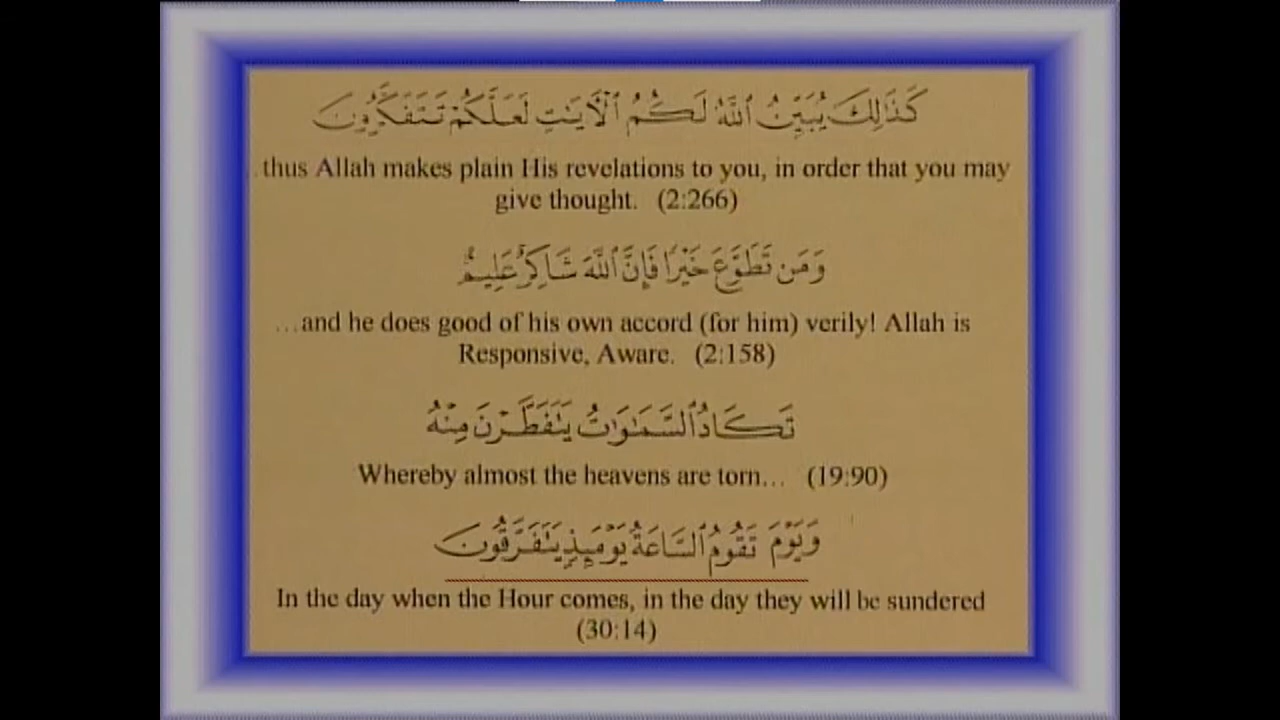 كَذَٰلِكَ يُبَيِّنُ ٱللَّهُ لَكُمُ ٱلْآيَٰتِ لَعَلَّكُمْ تَتَفَكَّرُونَ
...thus Allah makes plain His revelations to you, in order that you may
give thought. (2:266)
وَمَن تَطَوَّعَ خَيْرًا فَإِنَّ ٱللَّهَ شَاكِرٌ عَلِيمٌ
...and he does good of his own accord (for him) verily! Allah is
Responsive, Aware. (2:158)
تَكَادُ ٱلسَّمَٰوَٰتُ يَتَفَطَّرْنَ مِنْهُ
Whereby almost the heavens are torn... (19:90)
وَيَوْمَ تَقُومُ ٱلسَّاعَةُ يَوْمَئِذٍ يَتَفَرَّقُونَ
In the day when the Hour comes, in the day they will be sundered
(30:14)